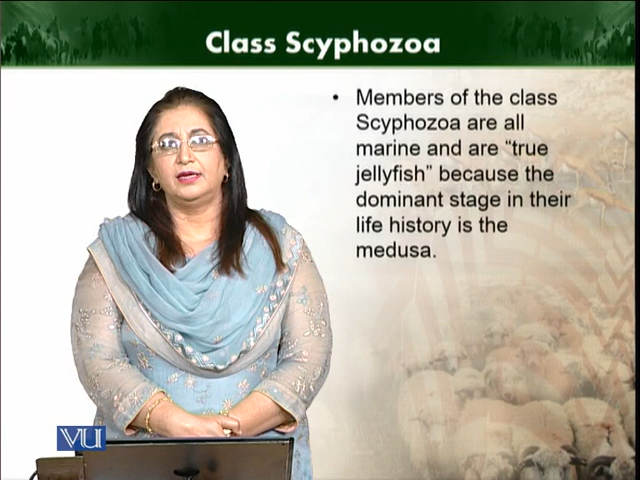 Class Scyphozoa
• Members of the class
Scyphozoa are all
marine and are “true
jellyfish” because the
dominant stage in their
life history is the
medusa.
VU